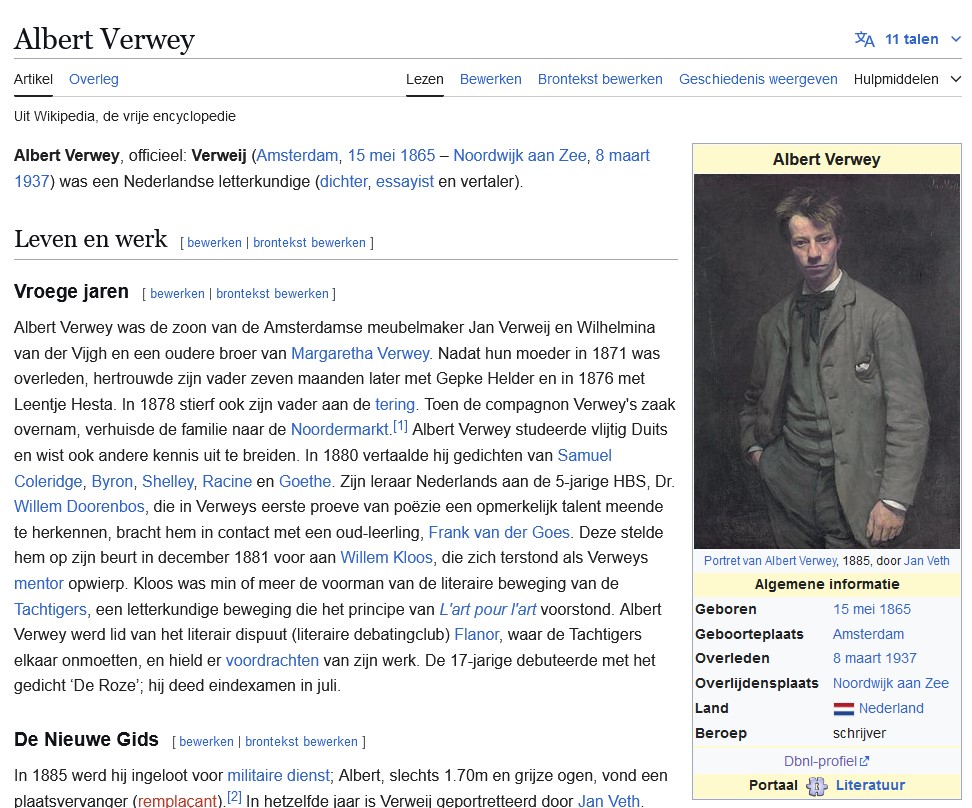 Albert Verwey
11 talen
Artikel Overleg Lezen Bewerken Brontekst bewerken Geschiedenis weergeven Hulpmiddelen
Uit Wikipedia, de vrije encyclopedie
Albert Verwey, officieel: Verweij (Amsterdam, 15 mei 1865 – Noordwijk aan Zee, 8 maart
1937) was een Nederlandse letterkundige (dichter, essayist en vertaler).
Leven en werk [ bewerken | brontekst bewerken ]
Vroege jaren [ bewerken | brontekst bewerken ]
Albert Verwey was de zoon van de Amsterdamse meubelmaker Jan Verweij en Wilhelmina
van der Vijgh en een oudere broer van Margaretha Verwey. Nadat hun moeder in 1871 was
overleden, hertrouwde zijn vader zeven maanden later met Gepke Helder en in 1876 met
Leentje Hesta. In 1878 stierf ook zijn vader aan de tering. Toen de compagnon Verwey's zaak
overnam, verhuisde de familie naar de Noordermarkt.[1] Albert Verwey studeerde vlijtig Duits
en wist ook andere kennis uit te breiden. In 1880 vertaalde hij gedichten van Samuel
Coleridge, Byron, Shelley, Racine en Goethe. Zijn leraar Nederlands aan de 5-jarige HBS, Dr.
Willem Doorenbos, die in Verweys eerste proeve van poëzie een opmerkelijk talent meende
te herkennen, bracht hem in contact met een oud-leerling, Frank van der Goes. Deze stelde
hem op zijn beurt in december 1881 voor aan Willem Kloos, die zich terstond als Verweys
mentor opwierp. Kloos was min of meer de voorman van de literaire beweging van de
Tachtigers, een letterkundige beweging die het principe van L'art pour l'art voorstond. Albert
Verwey werd lid van het literair dispuut (literaire debatingclub) Flanor, waar de Tachtigers
elkaar onmoetten, en hield er voordrachten van zijn werk. De 17-jarige debuteerde met het
gedicht ‘De Roze’; hij deed eindexamen in juli.
De Nieuwe Gids [ bewerken | brontekst bewerken ]
In 1885 werd hij ingeloot voor militaire dienst; Albert, slechts 1.70m en grijze ogen, vond een
plaatsvervanger (remplaçant).[2] In hetzelfde jaar is Verweij geportretteerd door Jan Veth.
Albert Verwey
Portret van Albert Verwey, 1885, door Jan Veth
Algemene informatie
Geboren 15 mei 1865
Geboorteplaats Amsterdam
Overleden 8 maart 1937
Overlijdensplaats Noordwijk aan Zee
Land Nederland
Beroep schrijver
Dbnl-profiel
Portaal Literatuur